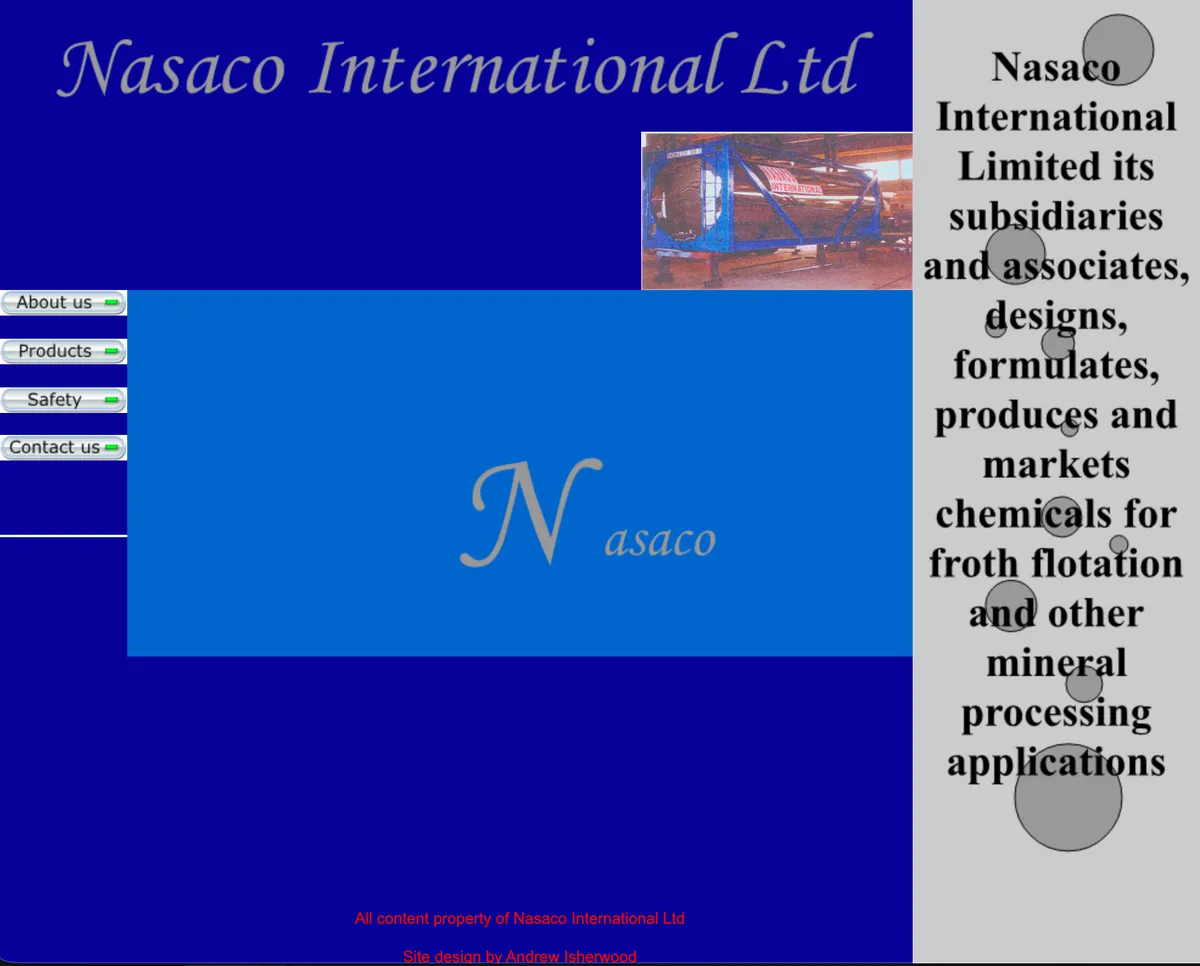 Nasaco International Ltd
INTERNATIONAL
About us
Products
Safety
Contact us
Nasaco
Nasaco
International
Limited its
subsidiaries
and associates,
designs,
formulates,
produces and
markets
chemicals for
froth flotation
and other
mineral
processing
applications
All content property of Nasaco International Ltd
Site design by Andrew Isherwood